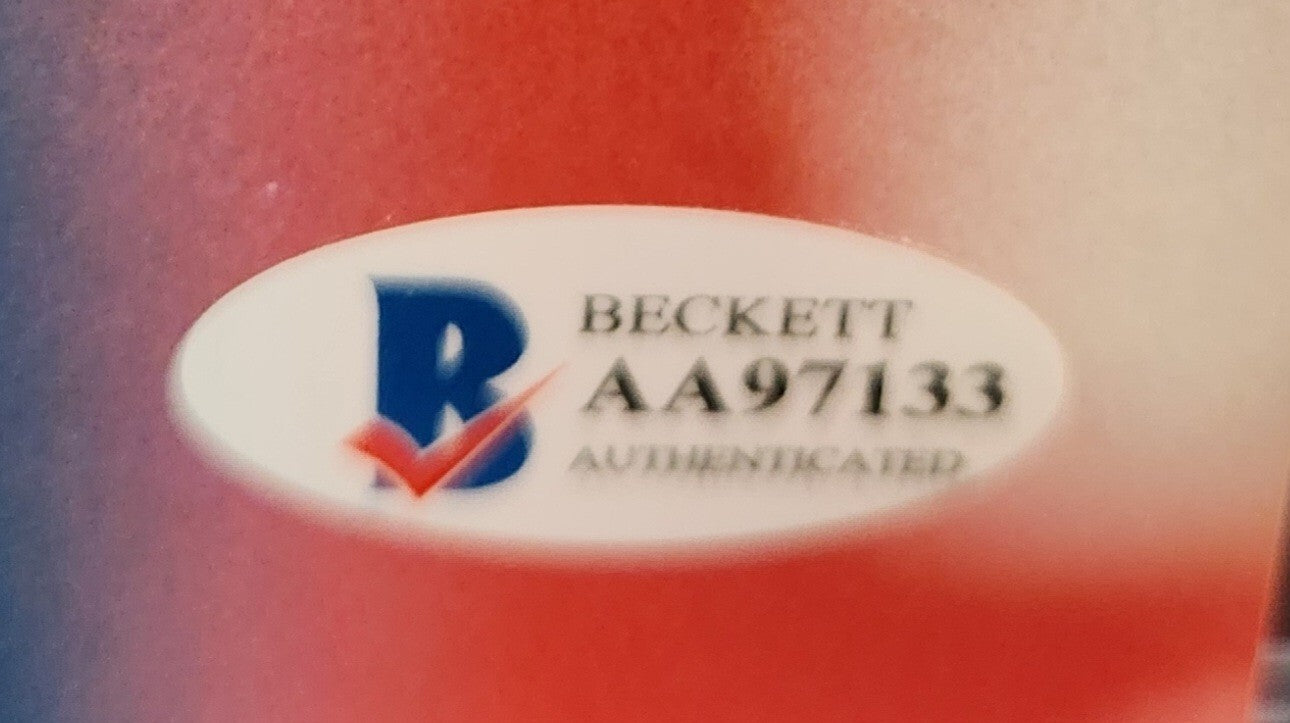 B
BECKETT
AA97133
AUTHENTICATED